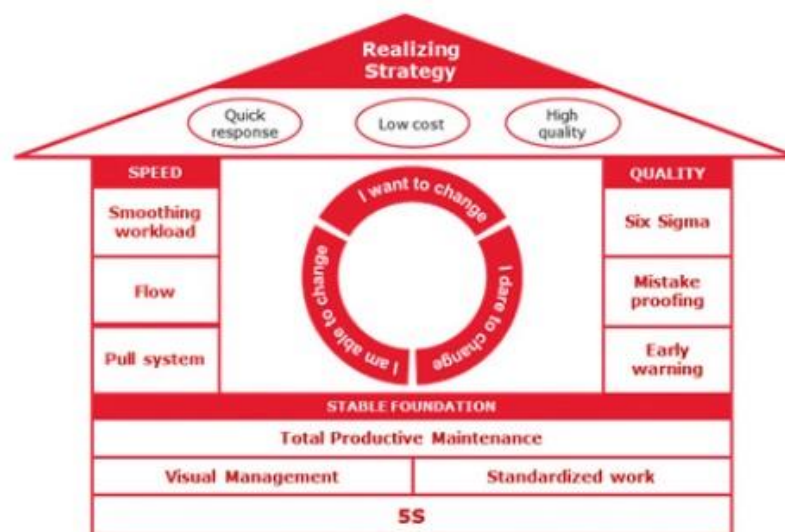 Realizing
Strategy
Quick
response
Low cost
High
quality
SPEED
Smoothing
workload
Flow
Pull system
I want to change
I dare to change
I am able to change
QUALITY
Six Sigma
Mistake
proofing
Early
warning
STABLE FOUNDATION
Total Productive Maintenance
Visual Management
Standardized work
5S